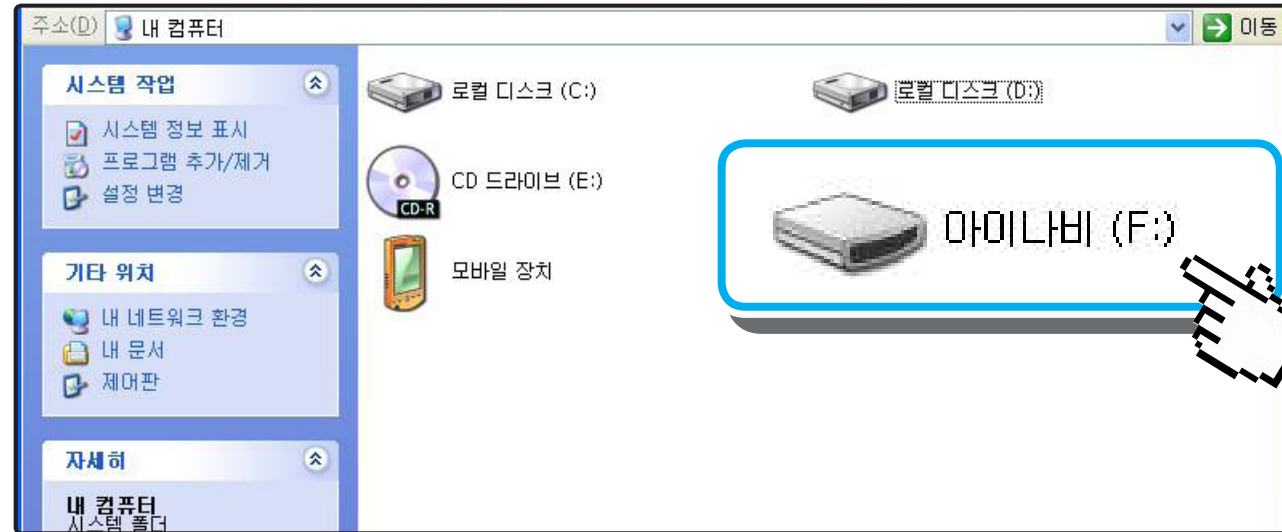 주소(D) 내 컴퓨터 이동
시스템 작업
시스템 정보 표시
프로그램 추가/제거
설정 변경
기타 위치
내 네트워크 환경
내 문서
제어판
자세히
내 컴퓨터
시스템 폴더
로컬 디스크 (C:)
로컬 디스크 (D:)
CD 드라이브 (E:)
CD-R
아이나비 (F:)
모바일 장치